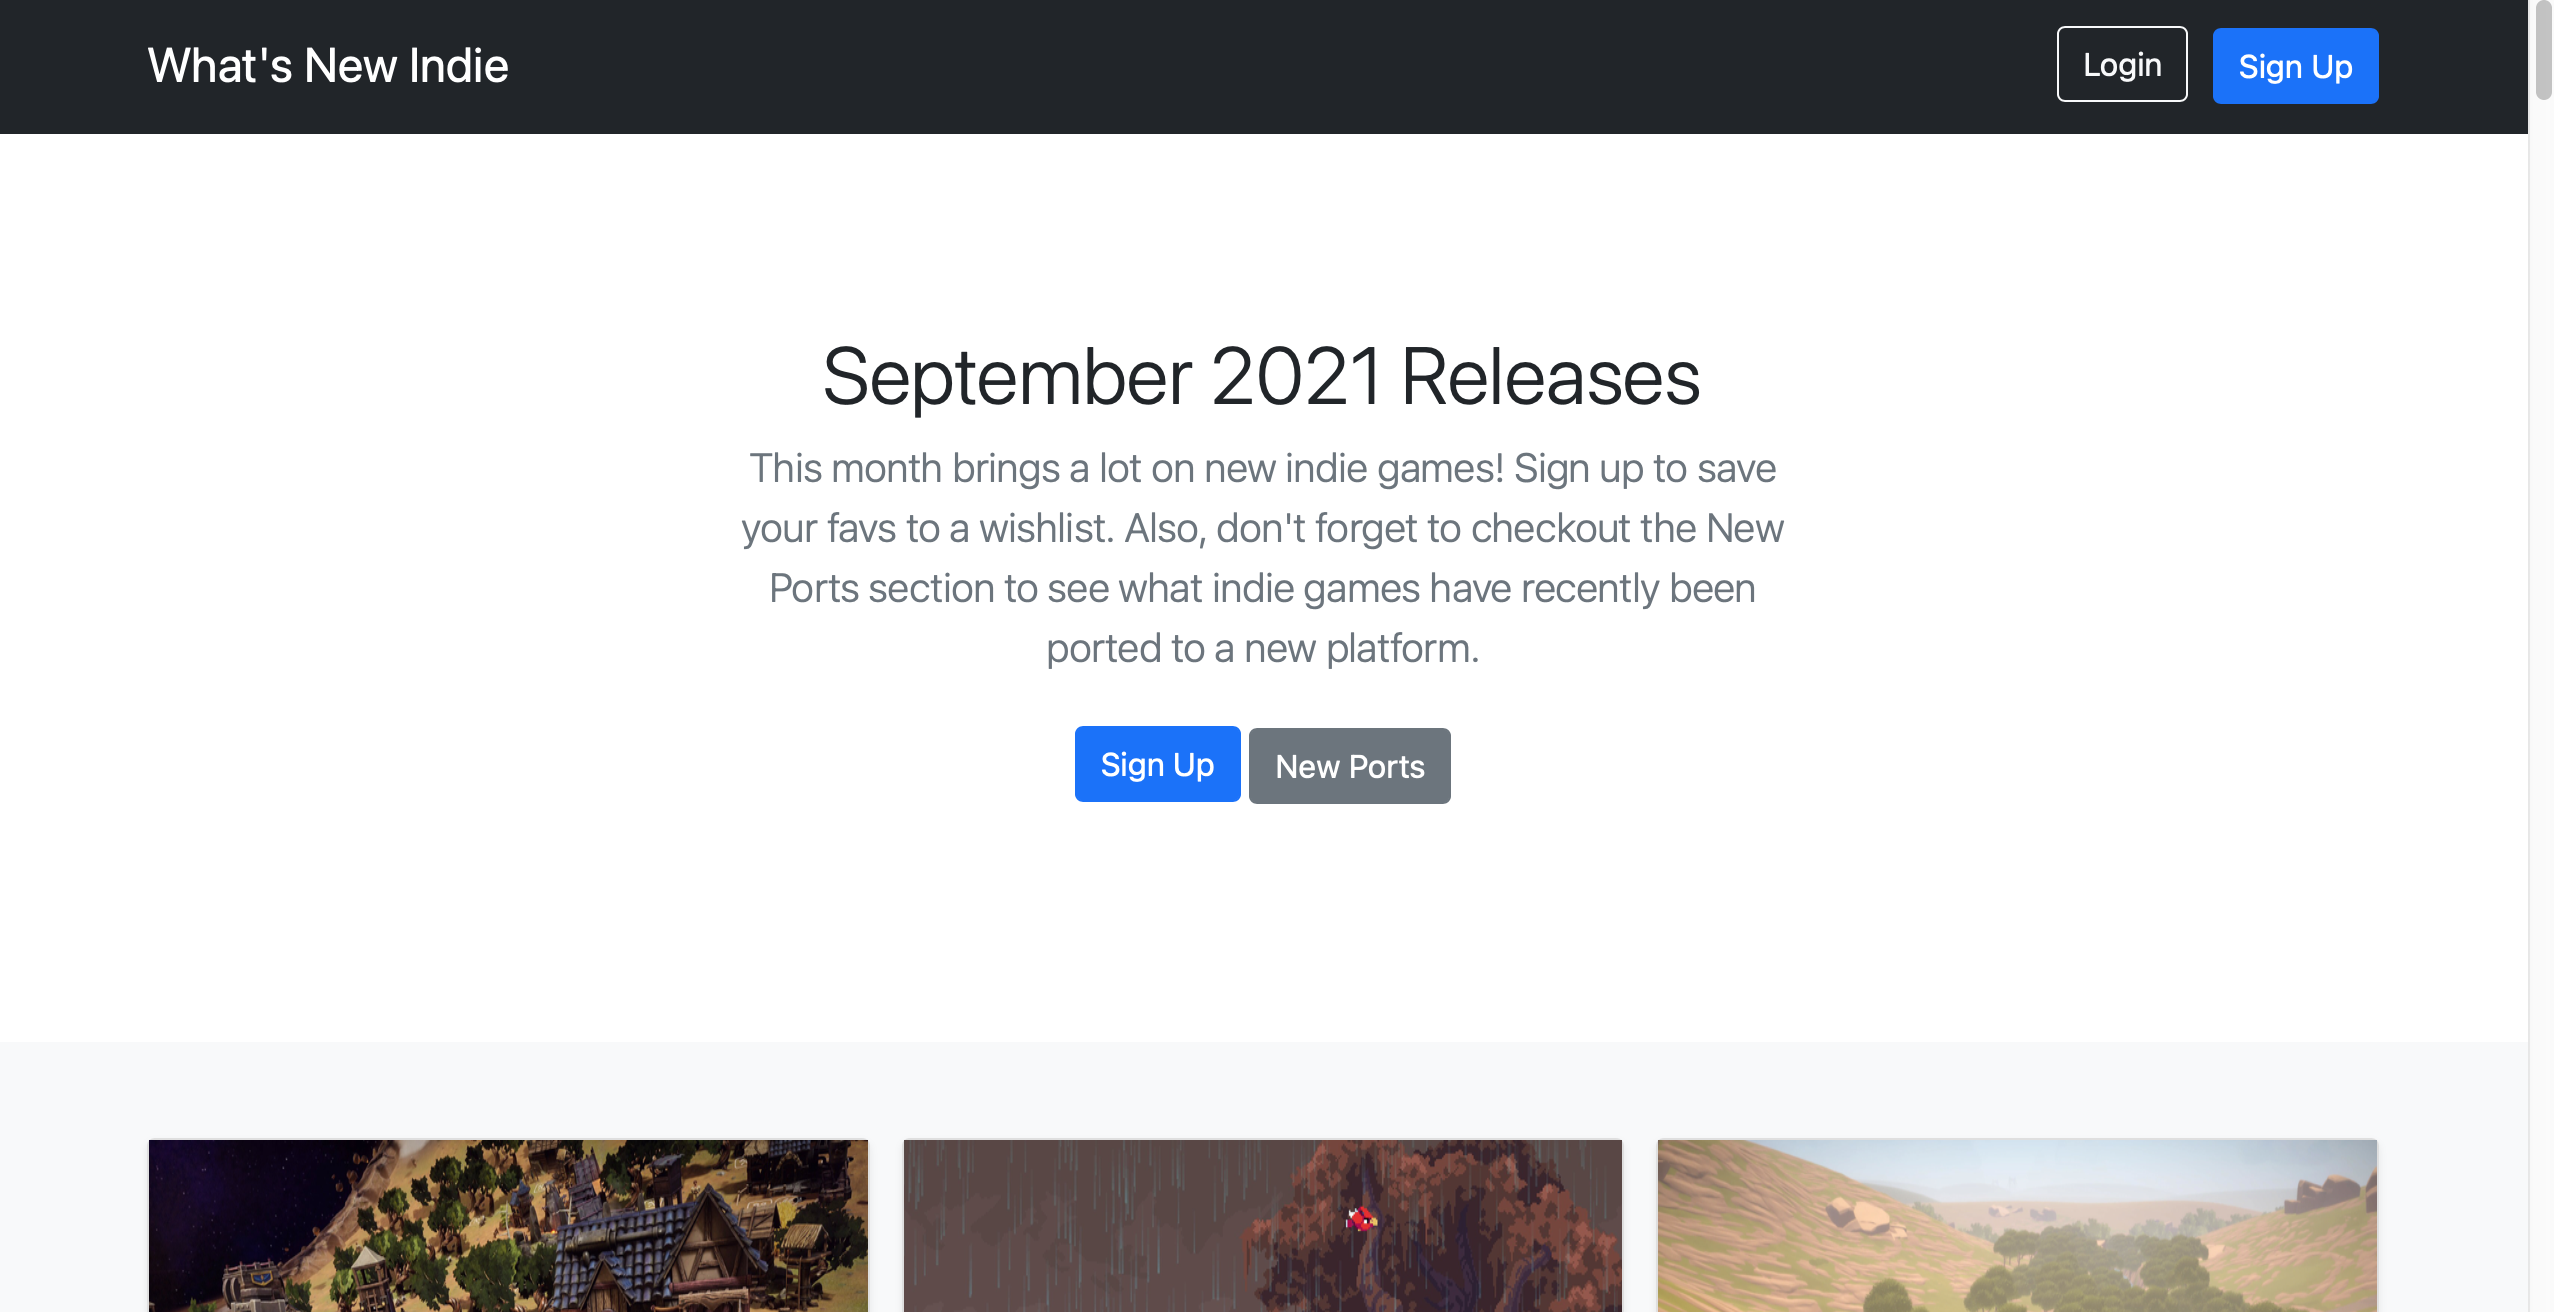 What's New Indie
Login
Sign Up
September 2021 Releases
This month brings a lot on new indie games! Sign up to save
your favs to a wishlist. Also, don't forget to checkout the New
Ports section to see what indie games have recently been
ported to a new platform.
Sign Up
New Ports